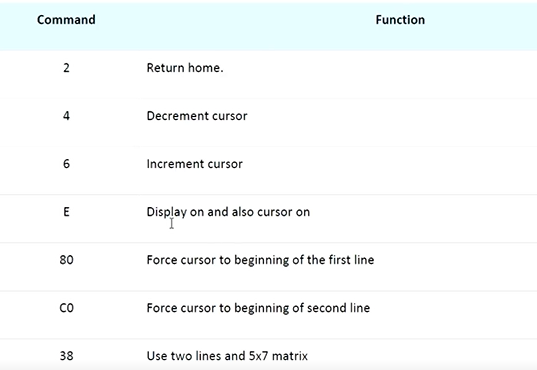 Command Function
2 Return home.
4 Decrement cursor
6 Increment cursor
E Display on and also cursor on
80 Force cursor to beginning of the first line
C0 Force cursor to beginning of second line
38 Use two lines and 5x7 matrix